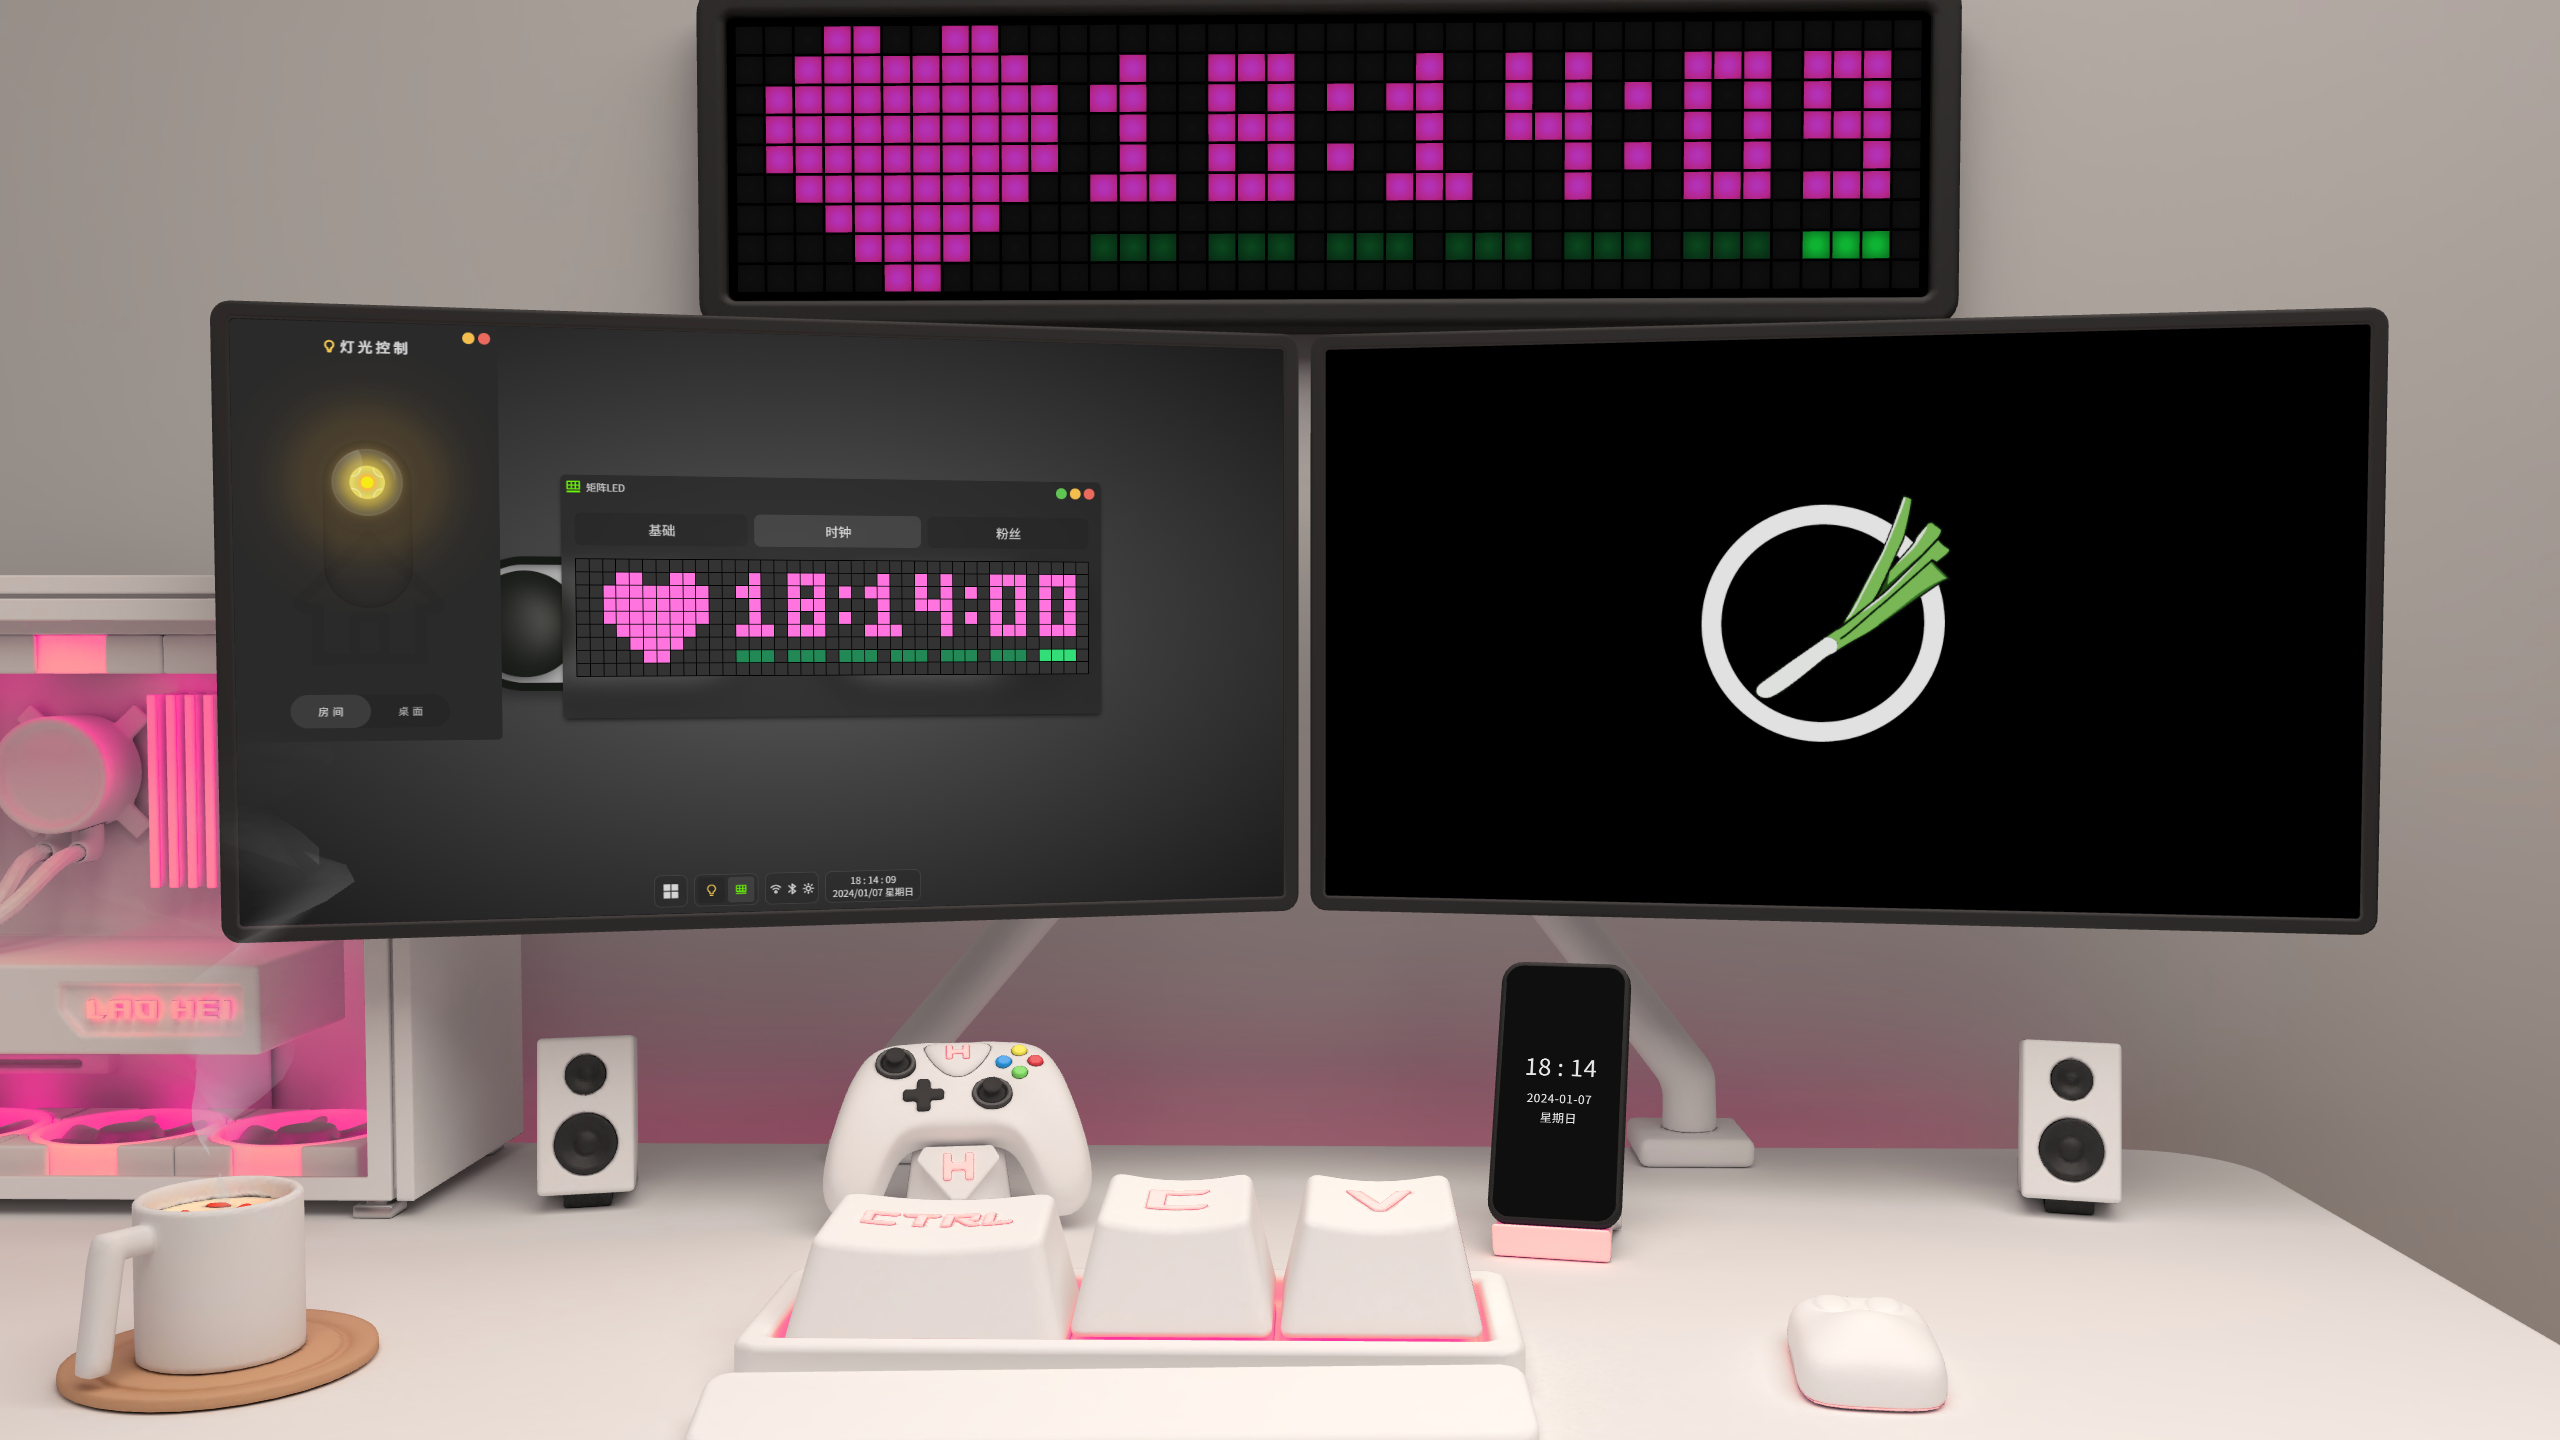 18:14:09
灯光控制
矩阵LED
基础
时钟
粉丝
18:14:00
房间
桌面
18:14:09
2024/01/07 星期日
LAO HEI
H
H
18:14
2024-01-07
星期日
CTRL
C
V